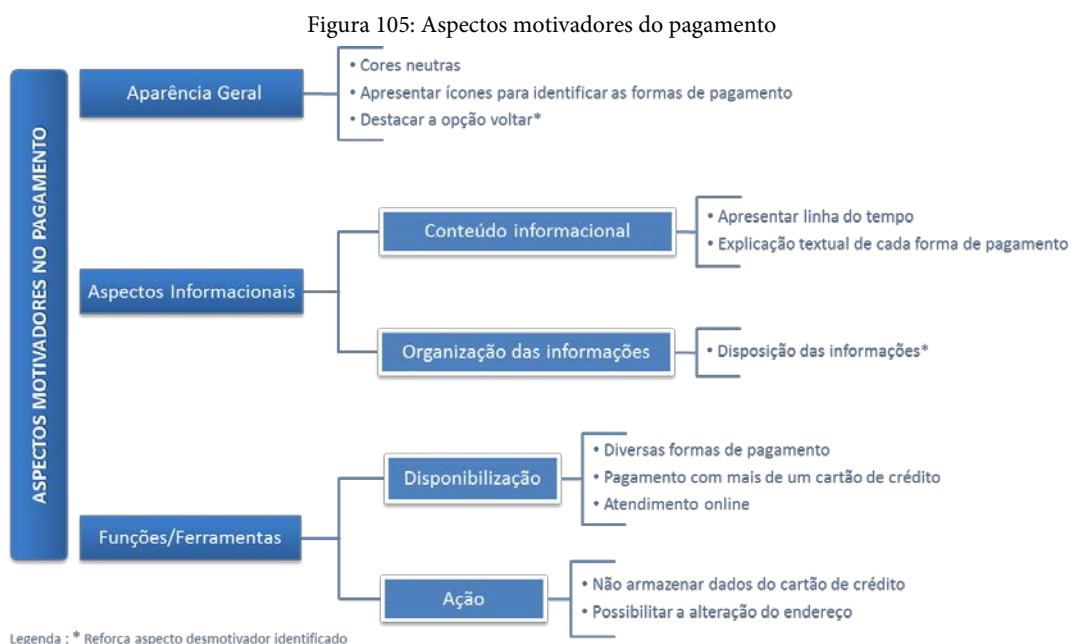 Figura 105: Aspectos motivadores do pagamento
ASPECTOS MOTIVADORES NO PAGAMENTO
Aparência Geral
• Cores neutras
• Apresentar ícones para identificar as formas de pagamento
• Destacar a opção voltar*
Aspectos Informacionais
Conteúdo informacional
• Apresentar linha do tempo
• Explicação textual de cada forma de pagamento
Organização das informações
• Disposição das informações*
Funções/Ferramentas
Disponibilização
• Diversas formas de pagamento
• Pagamento com mais de um cartão de crédito
• Atendimento online
Ação
• Não armazenar dados do cartão de crédito
• Possibilitar a alteração do endereço
Legenda : * Reforça aspecto desmotivador identificado